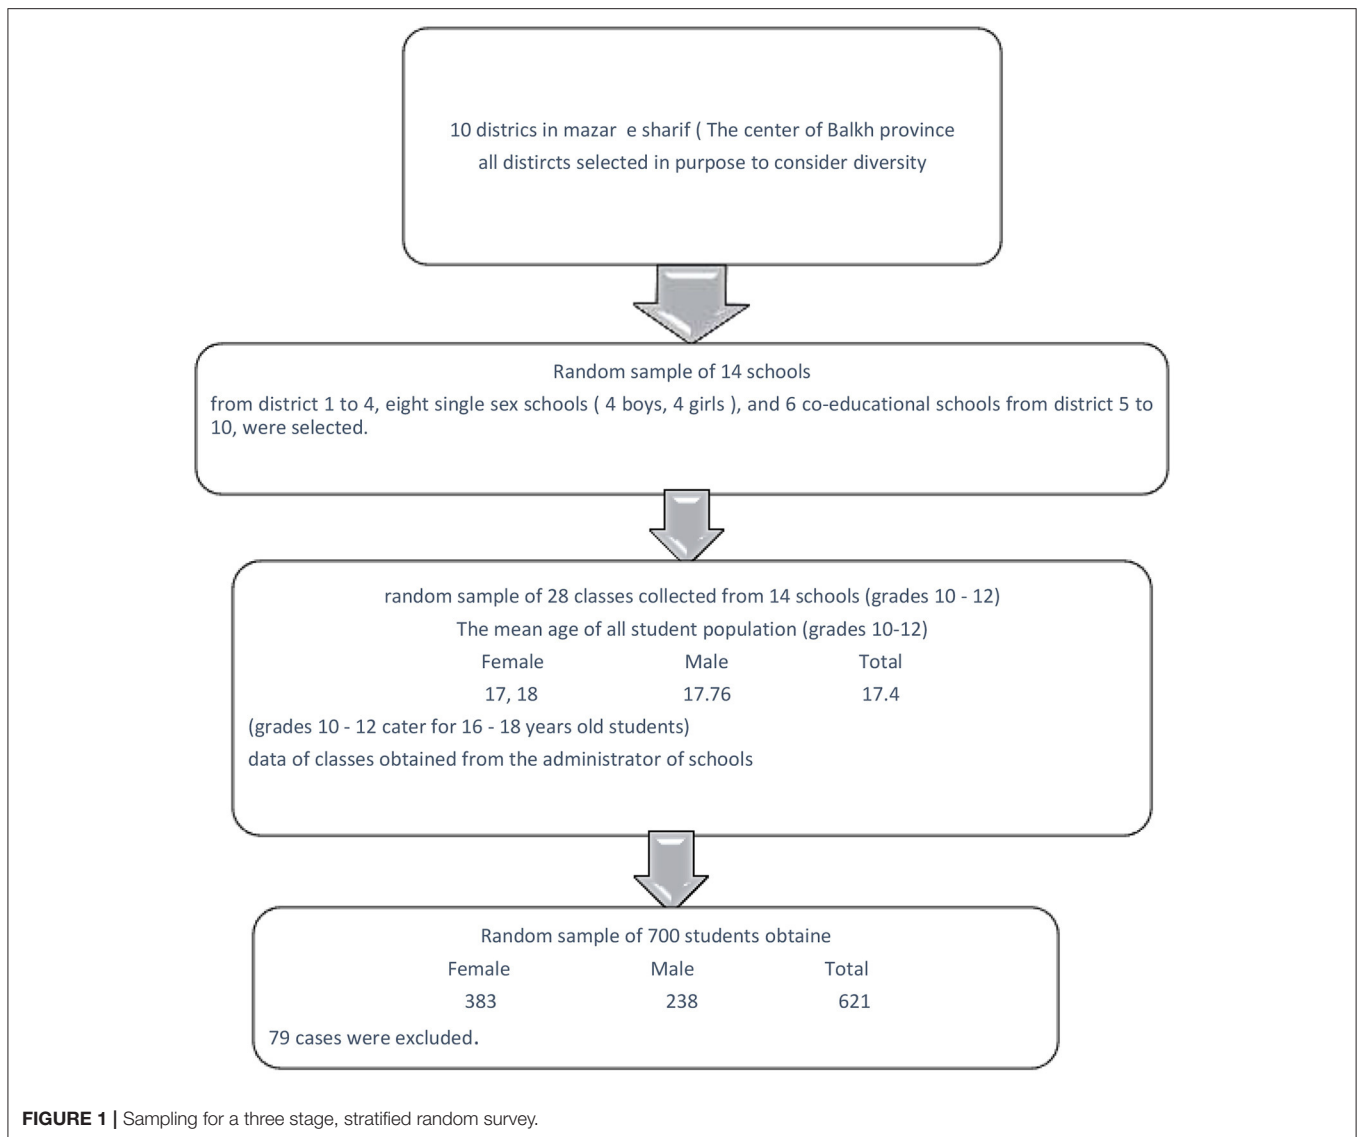 10 districs in mazar e sharif ( The center of Balkh province
all distircts selected in purpose to consider diversity
Random sample of 14 schools
from district 1 to 4, eight single sex schools ( 4 boys, 4 girls ), and 6 co-educational schools from district 5 to
10, were selected.
random sample of 28 classes collected from 14 schools (grades 10 - 12)
The mean age of all student population (grades 10-12)
Female Male Total
17, 18 17.76 17.4
(grades 10 - 12 cater for 16 - 18 years old students)
data of classes obtained from the administrator of schools
Random sample of 700 students obtaine
Female Male Total
383 238 621
79 cases were excluded.
FIGURE 1 | Sampling for a three stage, stratified random survey.